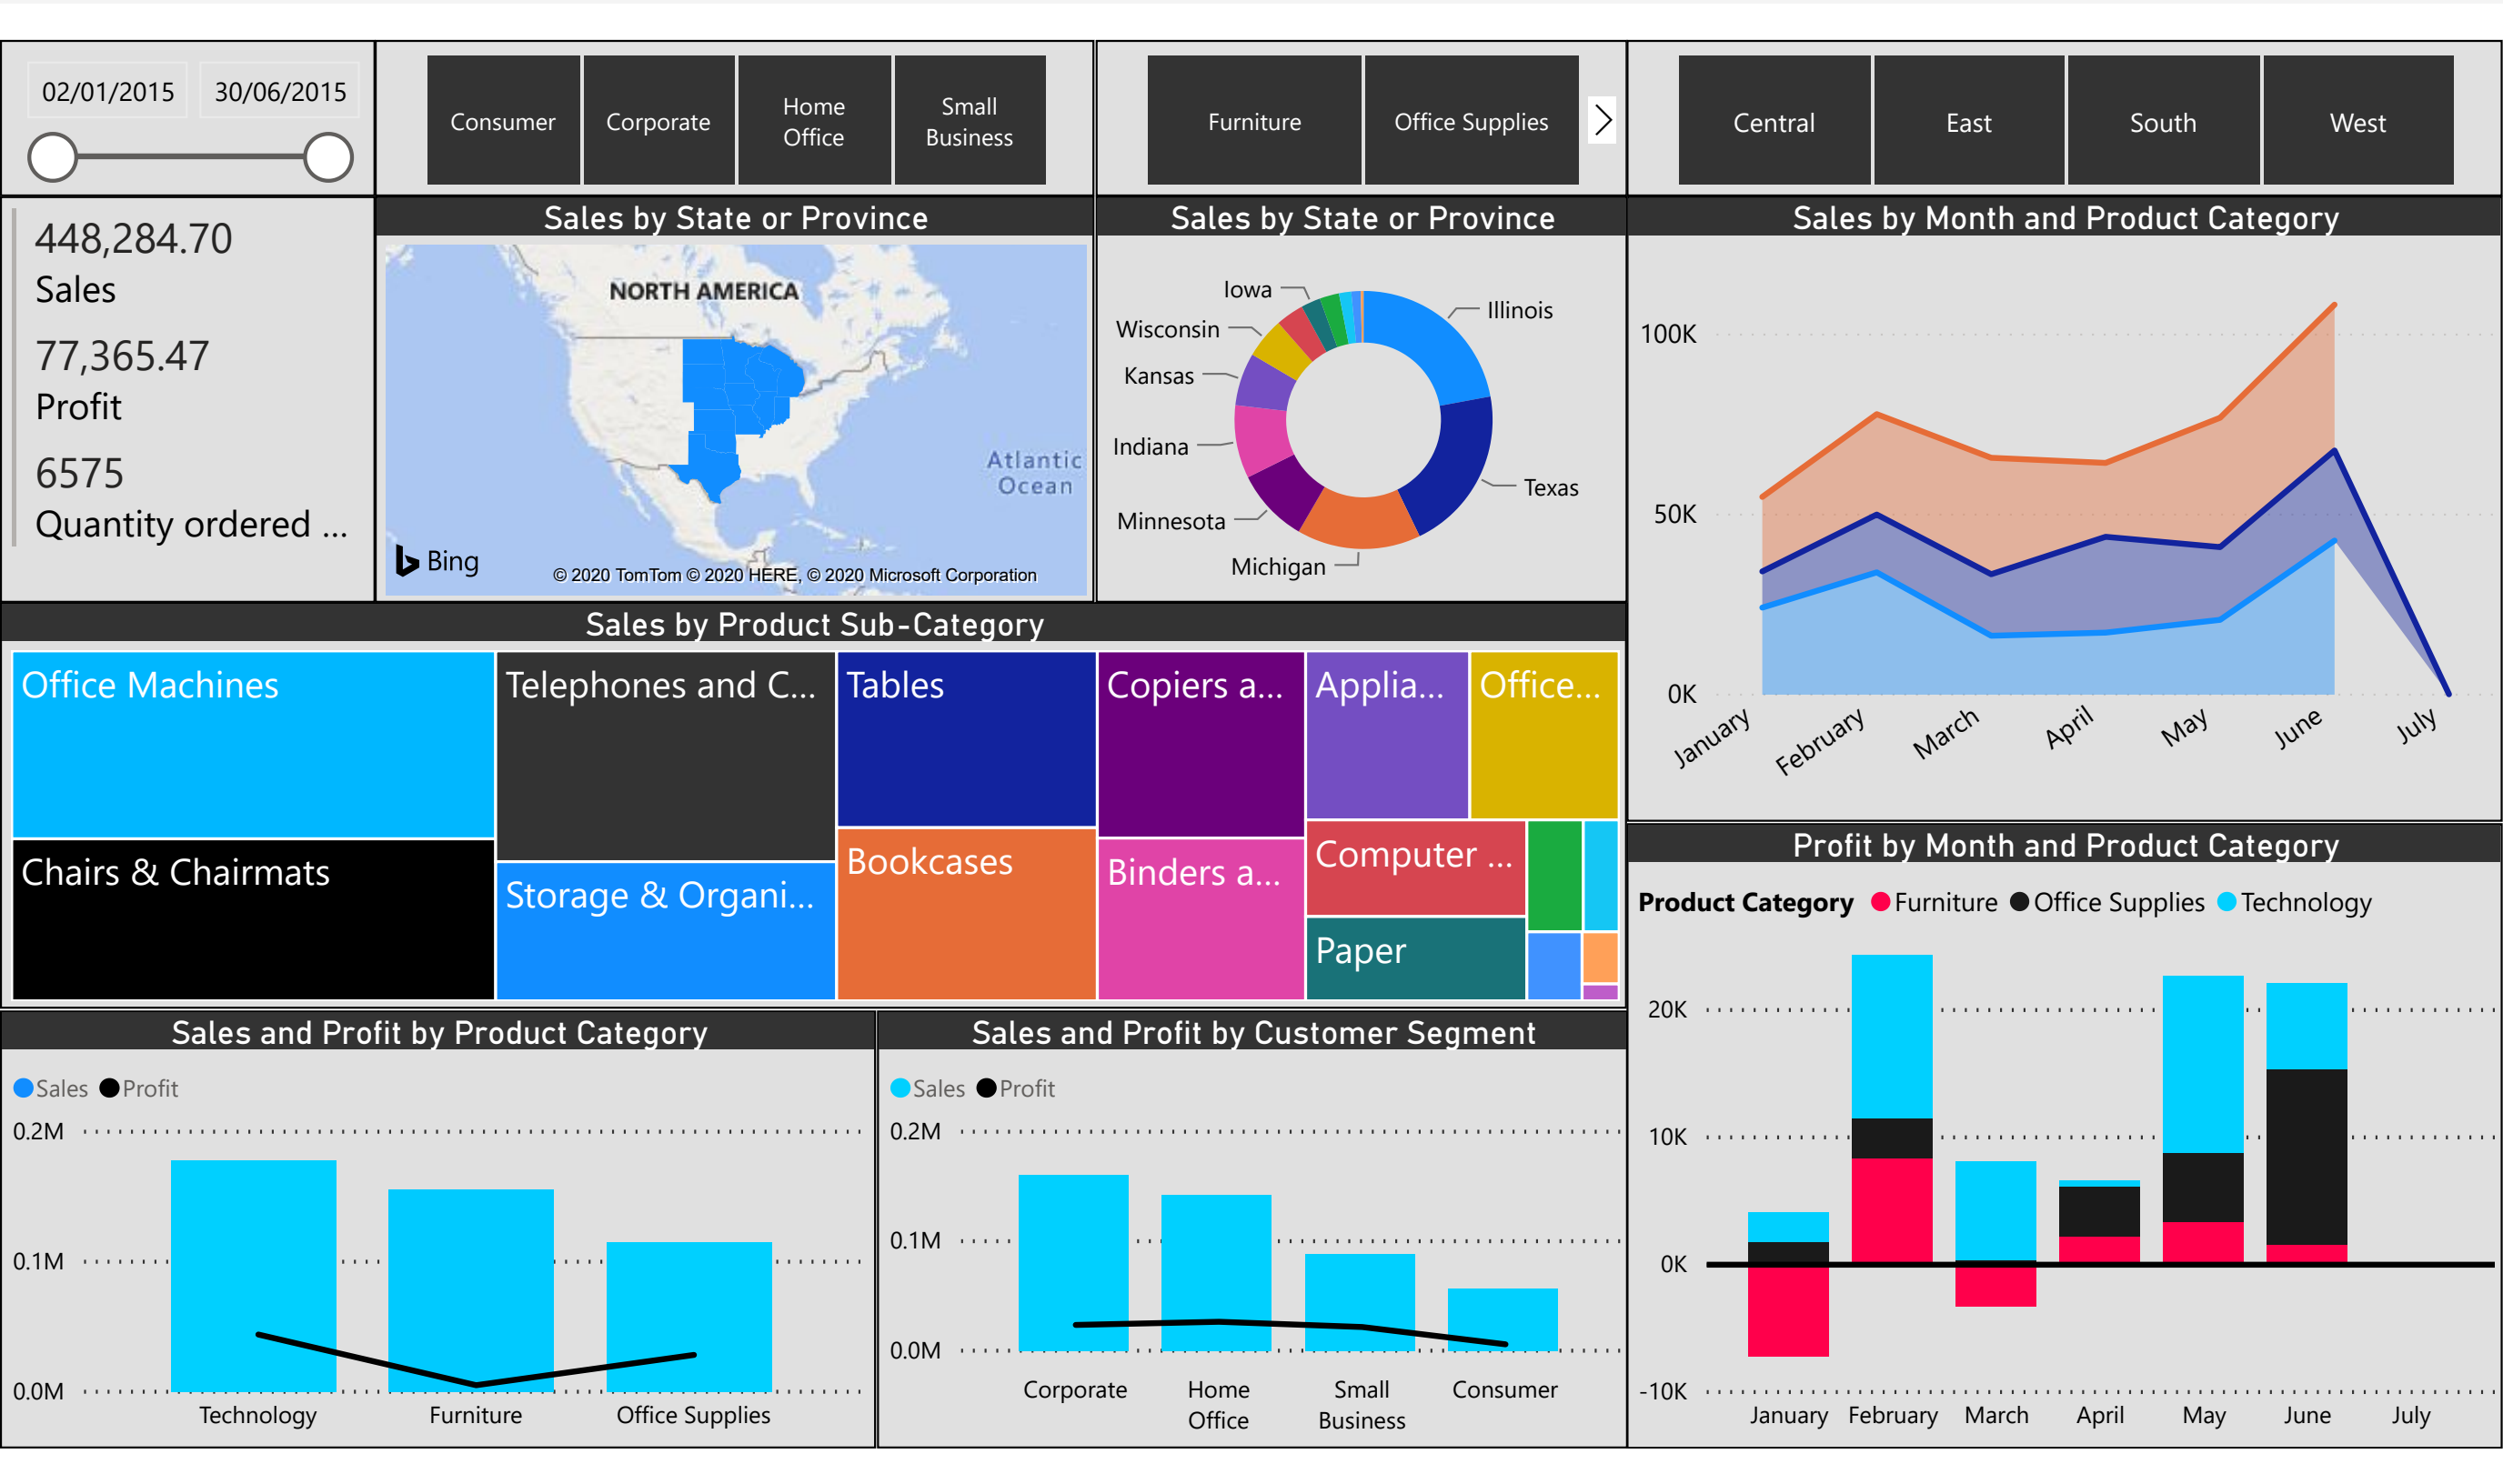 02/01/2015
30/06/2015
Consumer
Corporate
Home
Office
Small
Business
Furniture
Office Supplies
Central
East
South
West
448,284.70
Sales
77,365.47
Profit
6575
Quantity ordered ...
Sales by State or Province
NORTH AMERICA
Atlantic
Ocean
Bing
© 2020 TomTom © 2020 HERE, © 2020 Microsoft Corporation
Sales by State or Province
Iowa
Illinois
Wisconsin
Kansas
Indiana
Texas
Minnesota
Michigan
Sales by Month and Product Category
100K
50K
0K
January
February
March
April
May
June
July
Sales by Product Sub-Category
Office Machines
Telephones and C...
Tables
Copiers a...
Applia...
Office...
Chairs & Chairmats
Storage & Organi...
Bookcases
Binders a...
Computer ...
Paper
Profit by Month and Product Category
Product Category Furniture Office Supplies Technology
20K
10K
0K
-10K
January February March April May June July
Sales and Profit by Product Category
Sales Profit
0.2M
0.1M
0.0M
Technology Furniture Office Supplies
Sales and Profit by Customer Segment
Sales Profit
0.2M
0.1M
0.0M
Corporate
Home
Office
Small
Business
Consumer